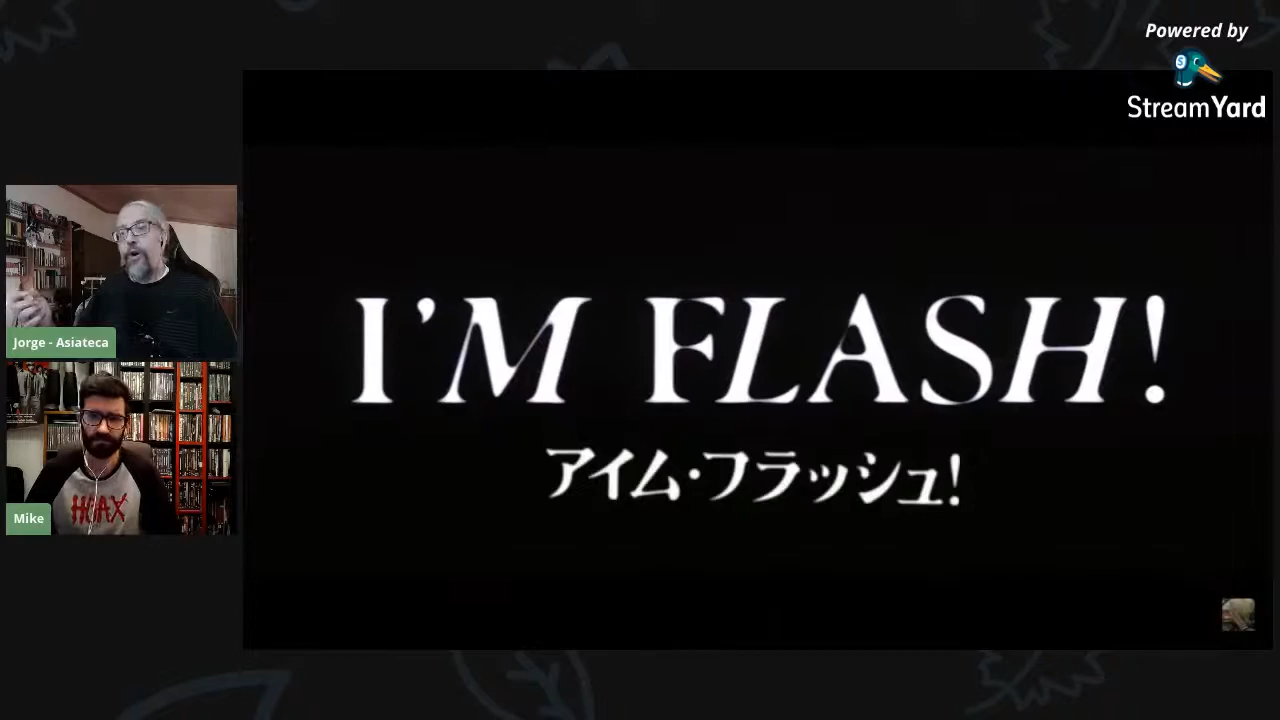 Powered by
StreamYard
Jorge - Asiateca
HOAX
Mike
I'M FLASH!
アイム・フラッシュ!